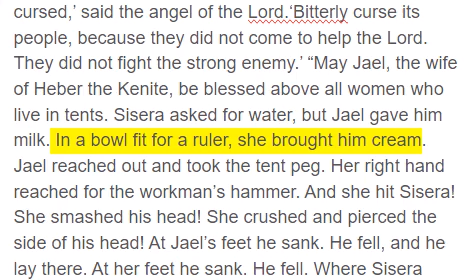 cursed,’ said the angel of the Lord.‘Bitterly curse its
people, because they did not come to help the Lord.
They did not fight the strong enemy.’ “May Jael, the wife
of Heber the Kenite, be blessed above all women who
live in tents. Sisera asked for water, but Jael gave him
milk. In a bowl fit for a ruler, she brought him cream.
Jael reached out and took the tent peg. Her right hand
reached for the workman’s hammer. And she hit Sisera!
She smashed his head! She crushed and pierced the
side of his head! At Jael’s feet he sank. He fell, and he
lay there. At her feet he sank. He fell. Where Sisera